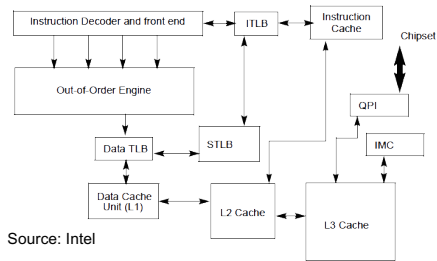 Instruction Decoder and front end
ITLB
Instruction
Cache
Chipset
Out-of-Order Engine
QPI
Data TLB
STLB
IMC
Data Cache
Unit (L1)
L2 Cache
L3 Cache
Source: Intel